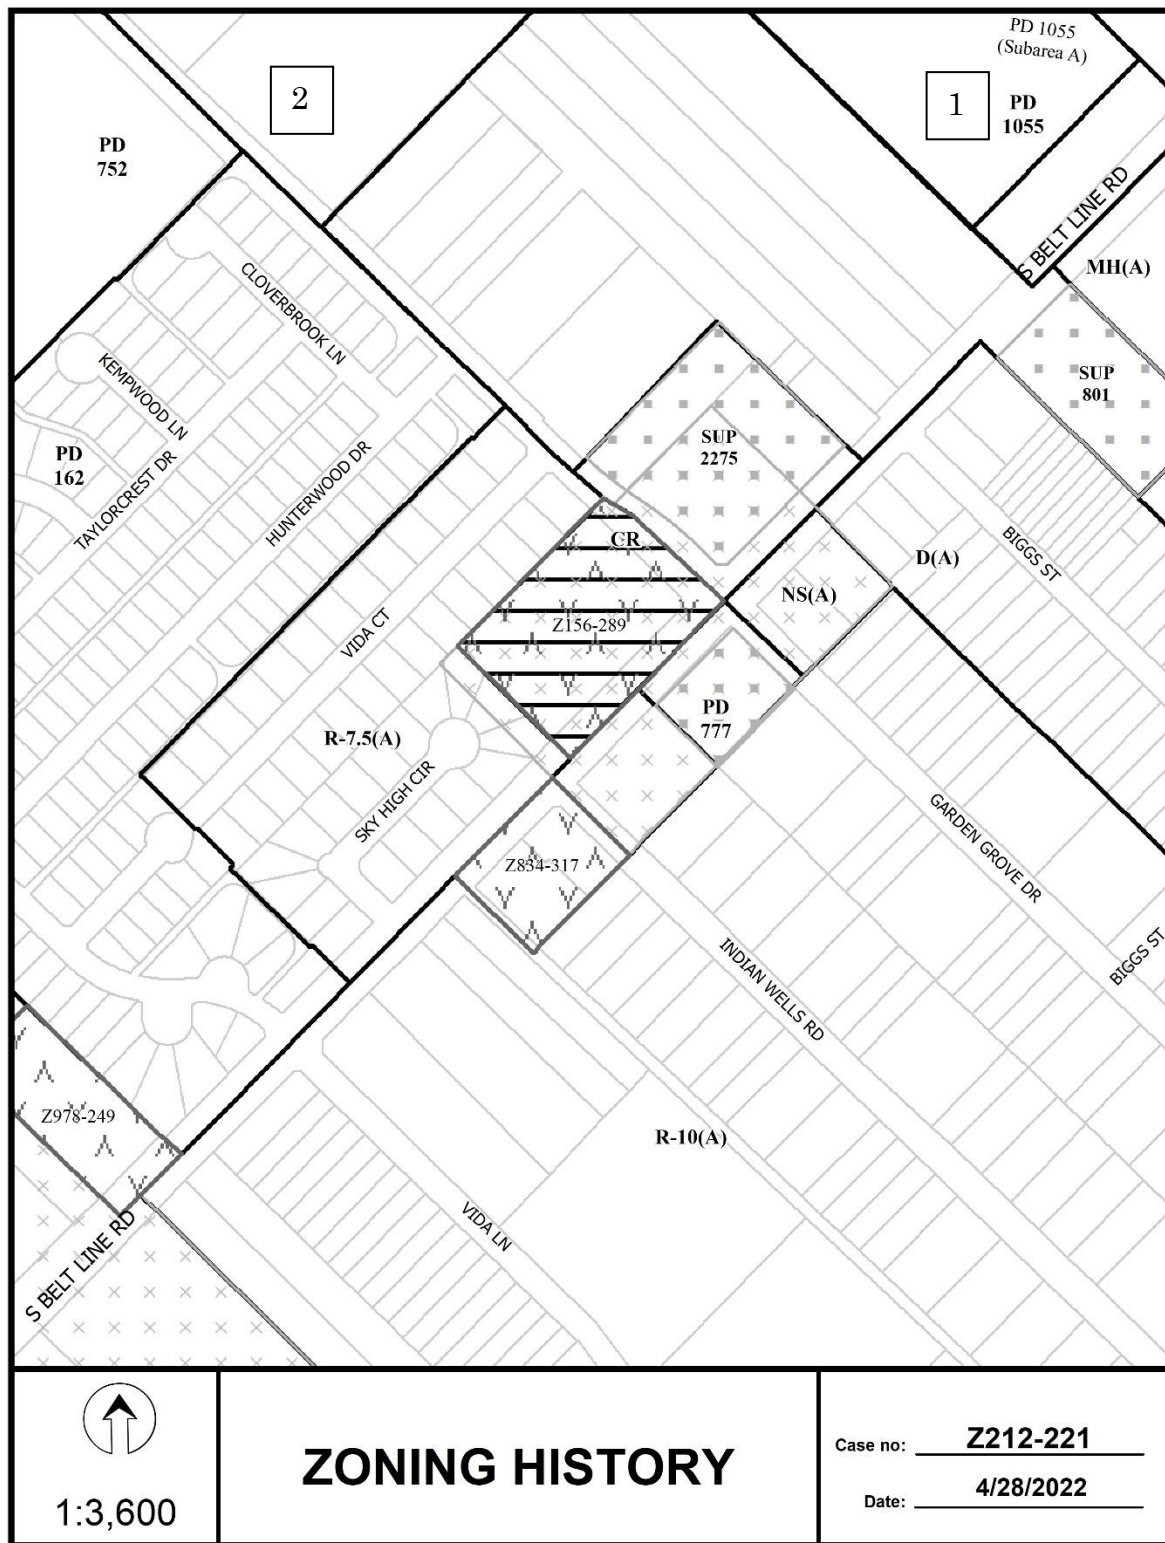 PD 1055
(Subarea A)
2
1
PD
1055
PD
752
S BELT LINE RD
MH(A)
CLOVERBROOK LN
KEMPWOOD LN
SUP
801
SUP
2275
PD
162
TAYLORCREST DR
HUNTERWOOD DR
CR
BIGGS ST
D(A)
NS(A)
Z156-289
VIDA CT
PD
777
R-7.5(A)
SKY HIGH CIR
GARDEN GROVE DR
Z834-317
INDIAN WELLS RD
BIGGS ST
Z978-249
R-10(A)
VIDA LN
S BELT LINE RD
1:3,600
ZONING HISTORY
Case no: Z212-221
Date: 4/28/2022